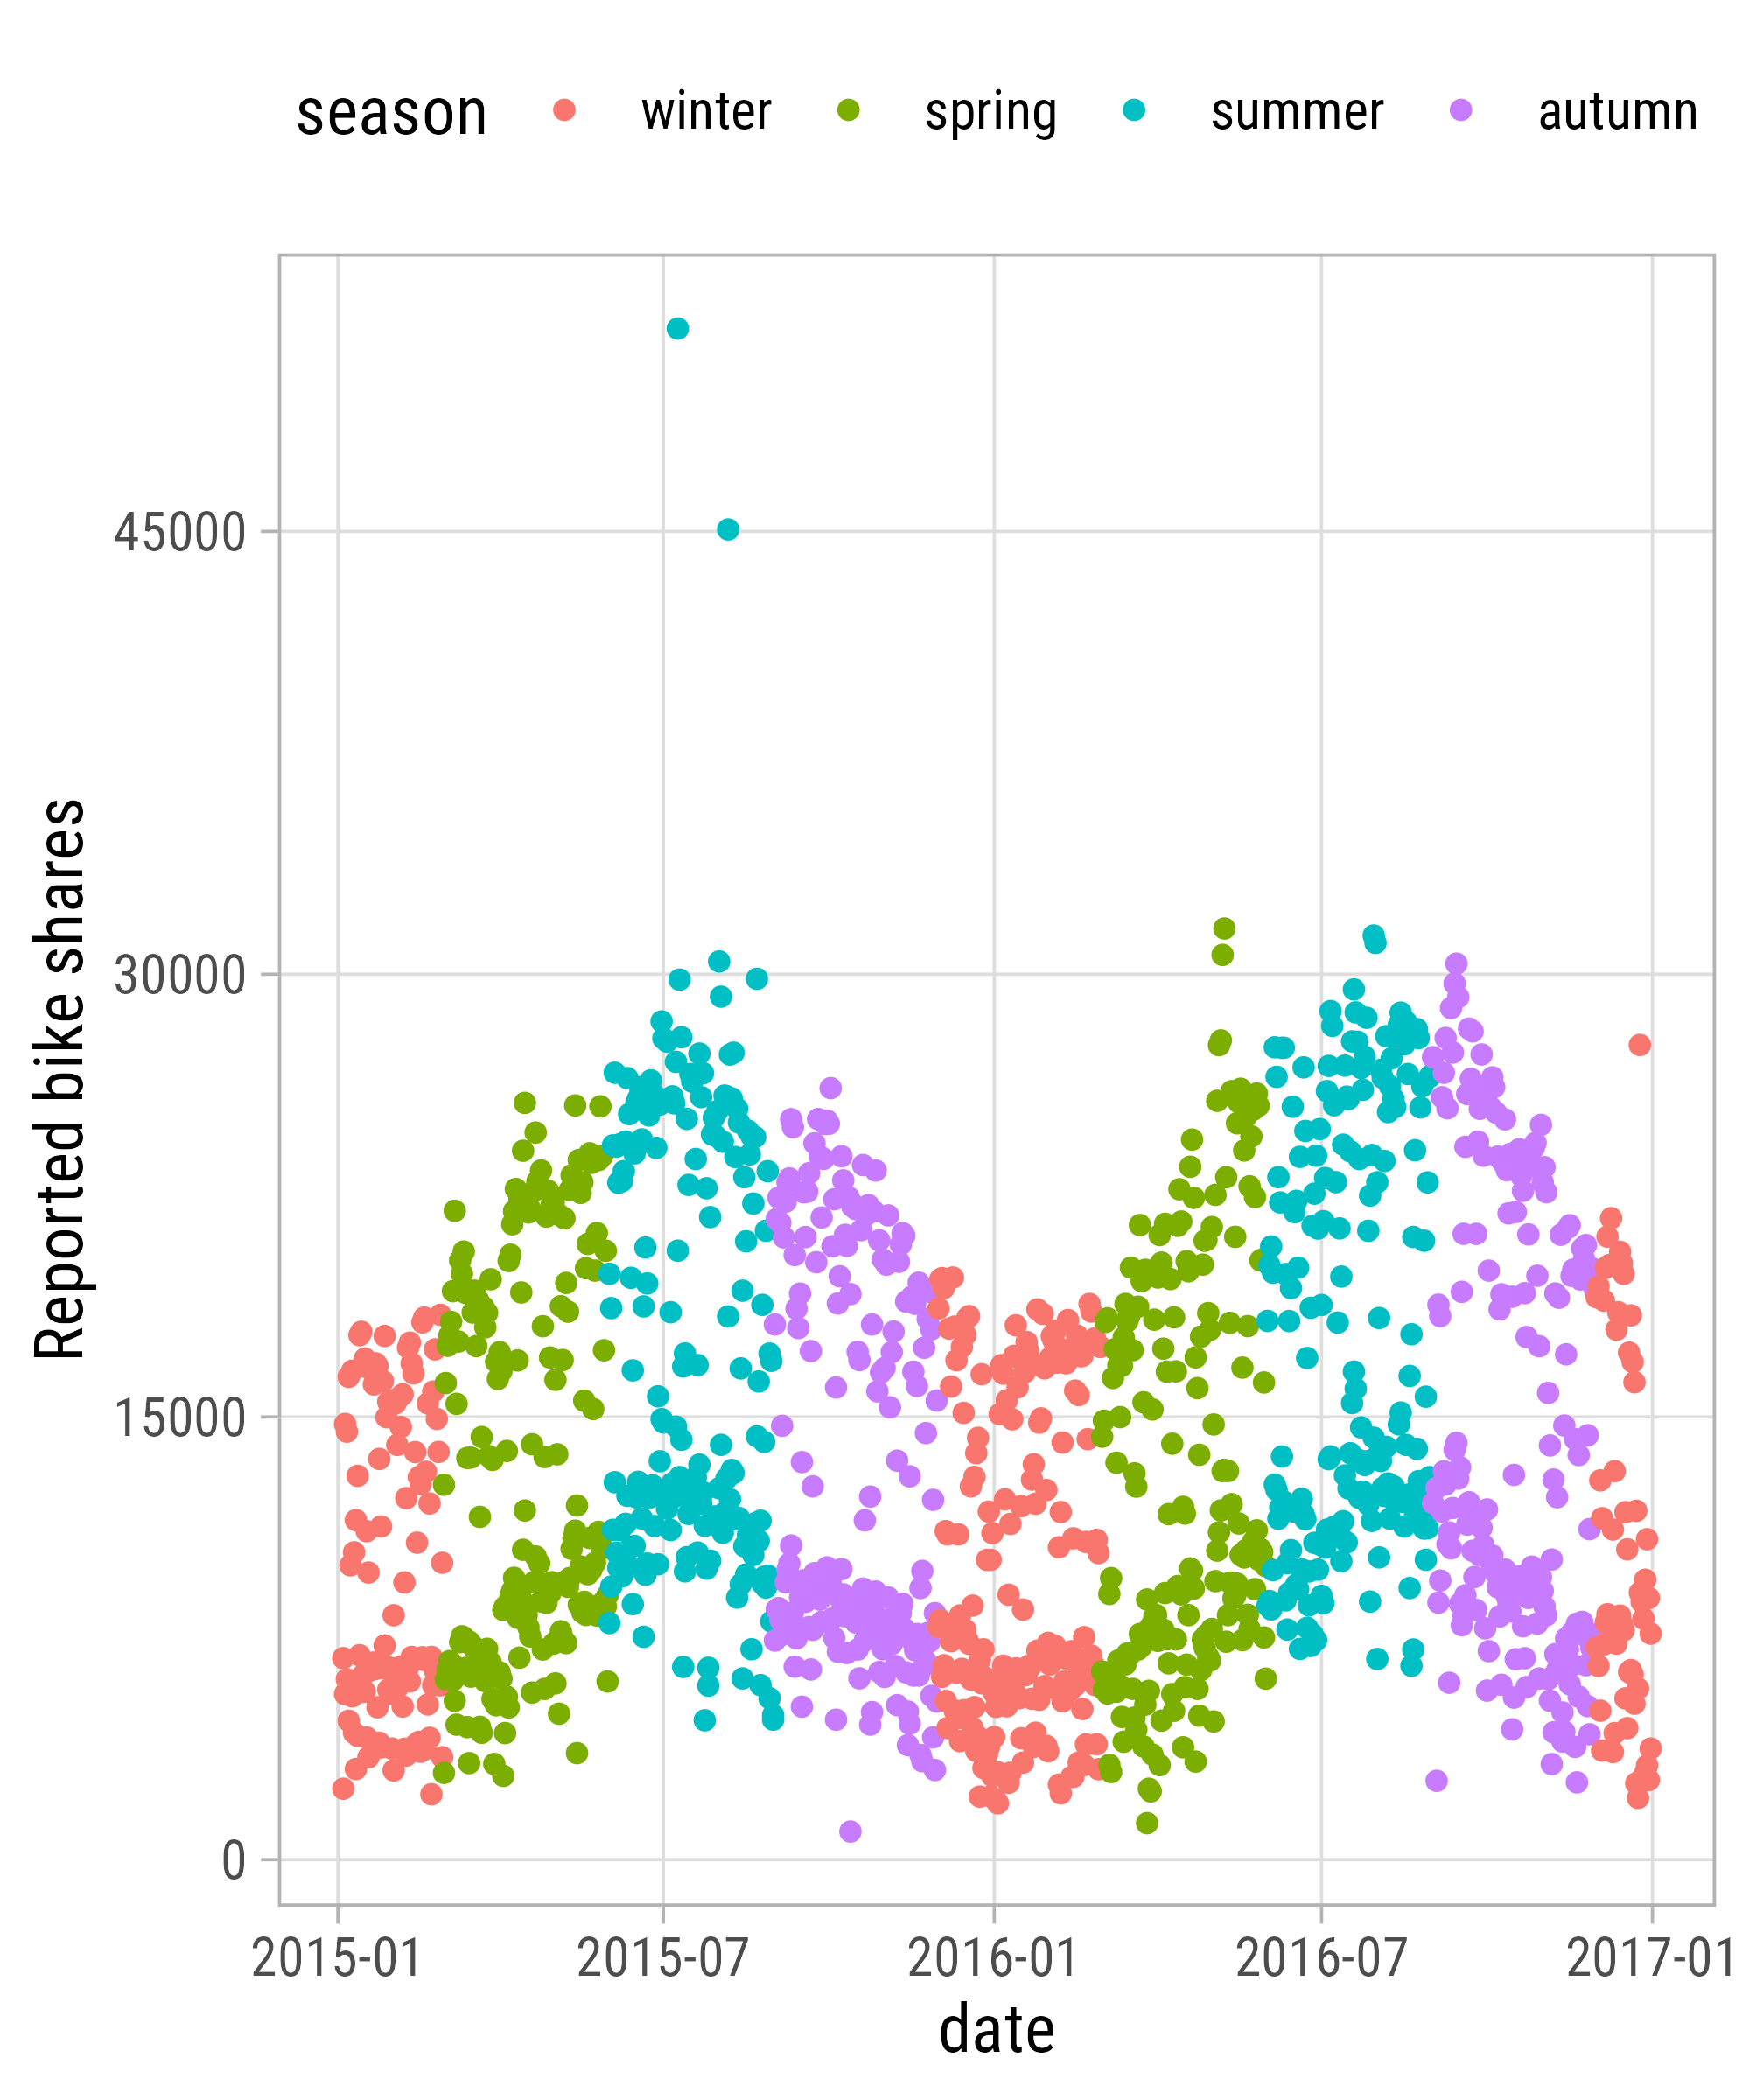 season winter spring summer autumn
Reported bike shares
45000
30000
15000
0
2015-01 2015-07 2016-01 2016-07 2017-01
date